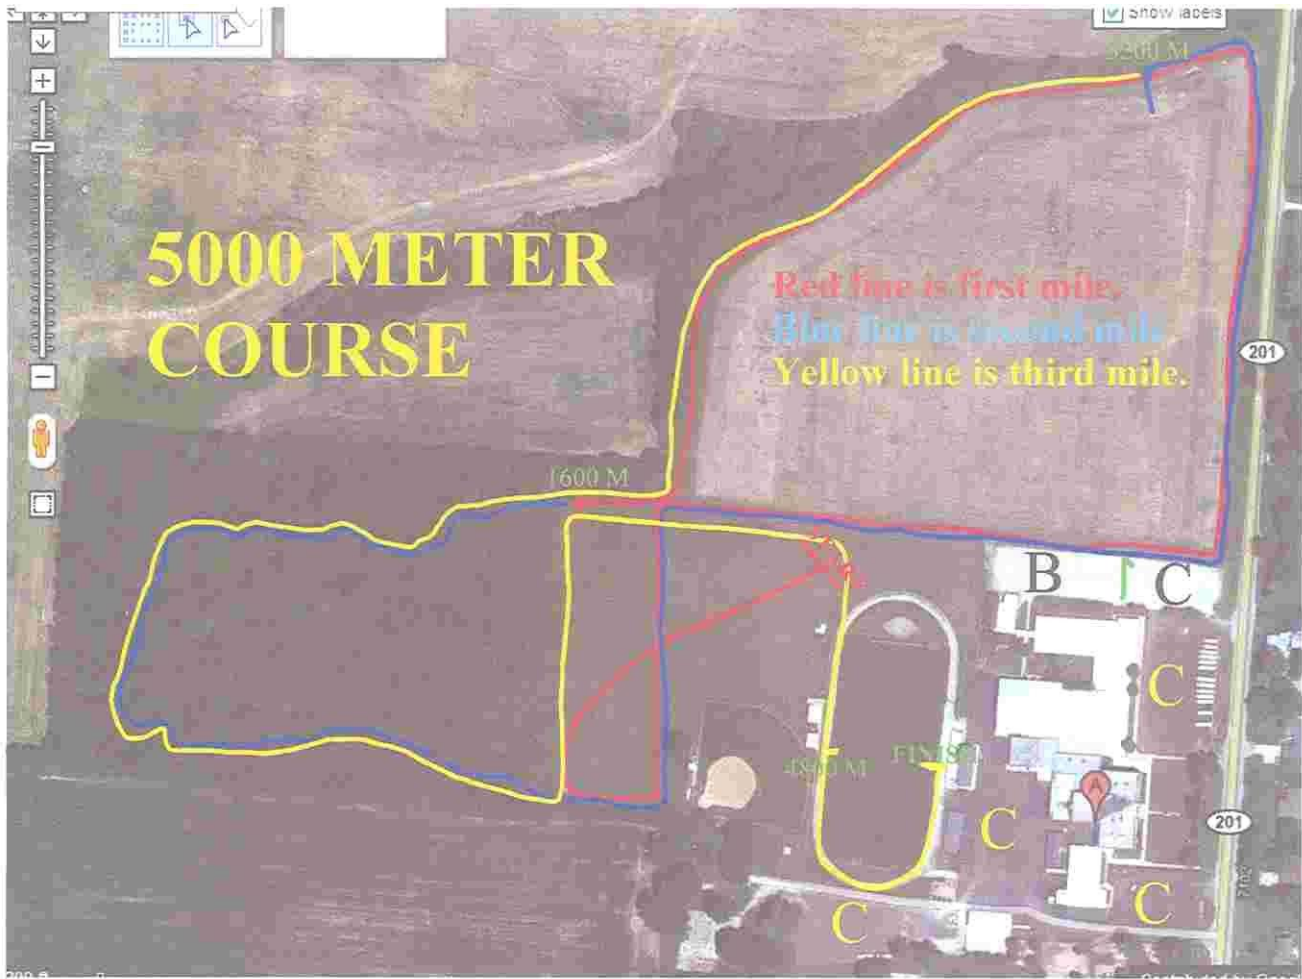 Show labels
3200 M
5000 METER
COURSE
Red line is first mile.
Blue line is second mile
Yellow line is third mile.
201
1600 M
B
C
C
A
4800 M
FINISH
C
201
C
C